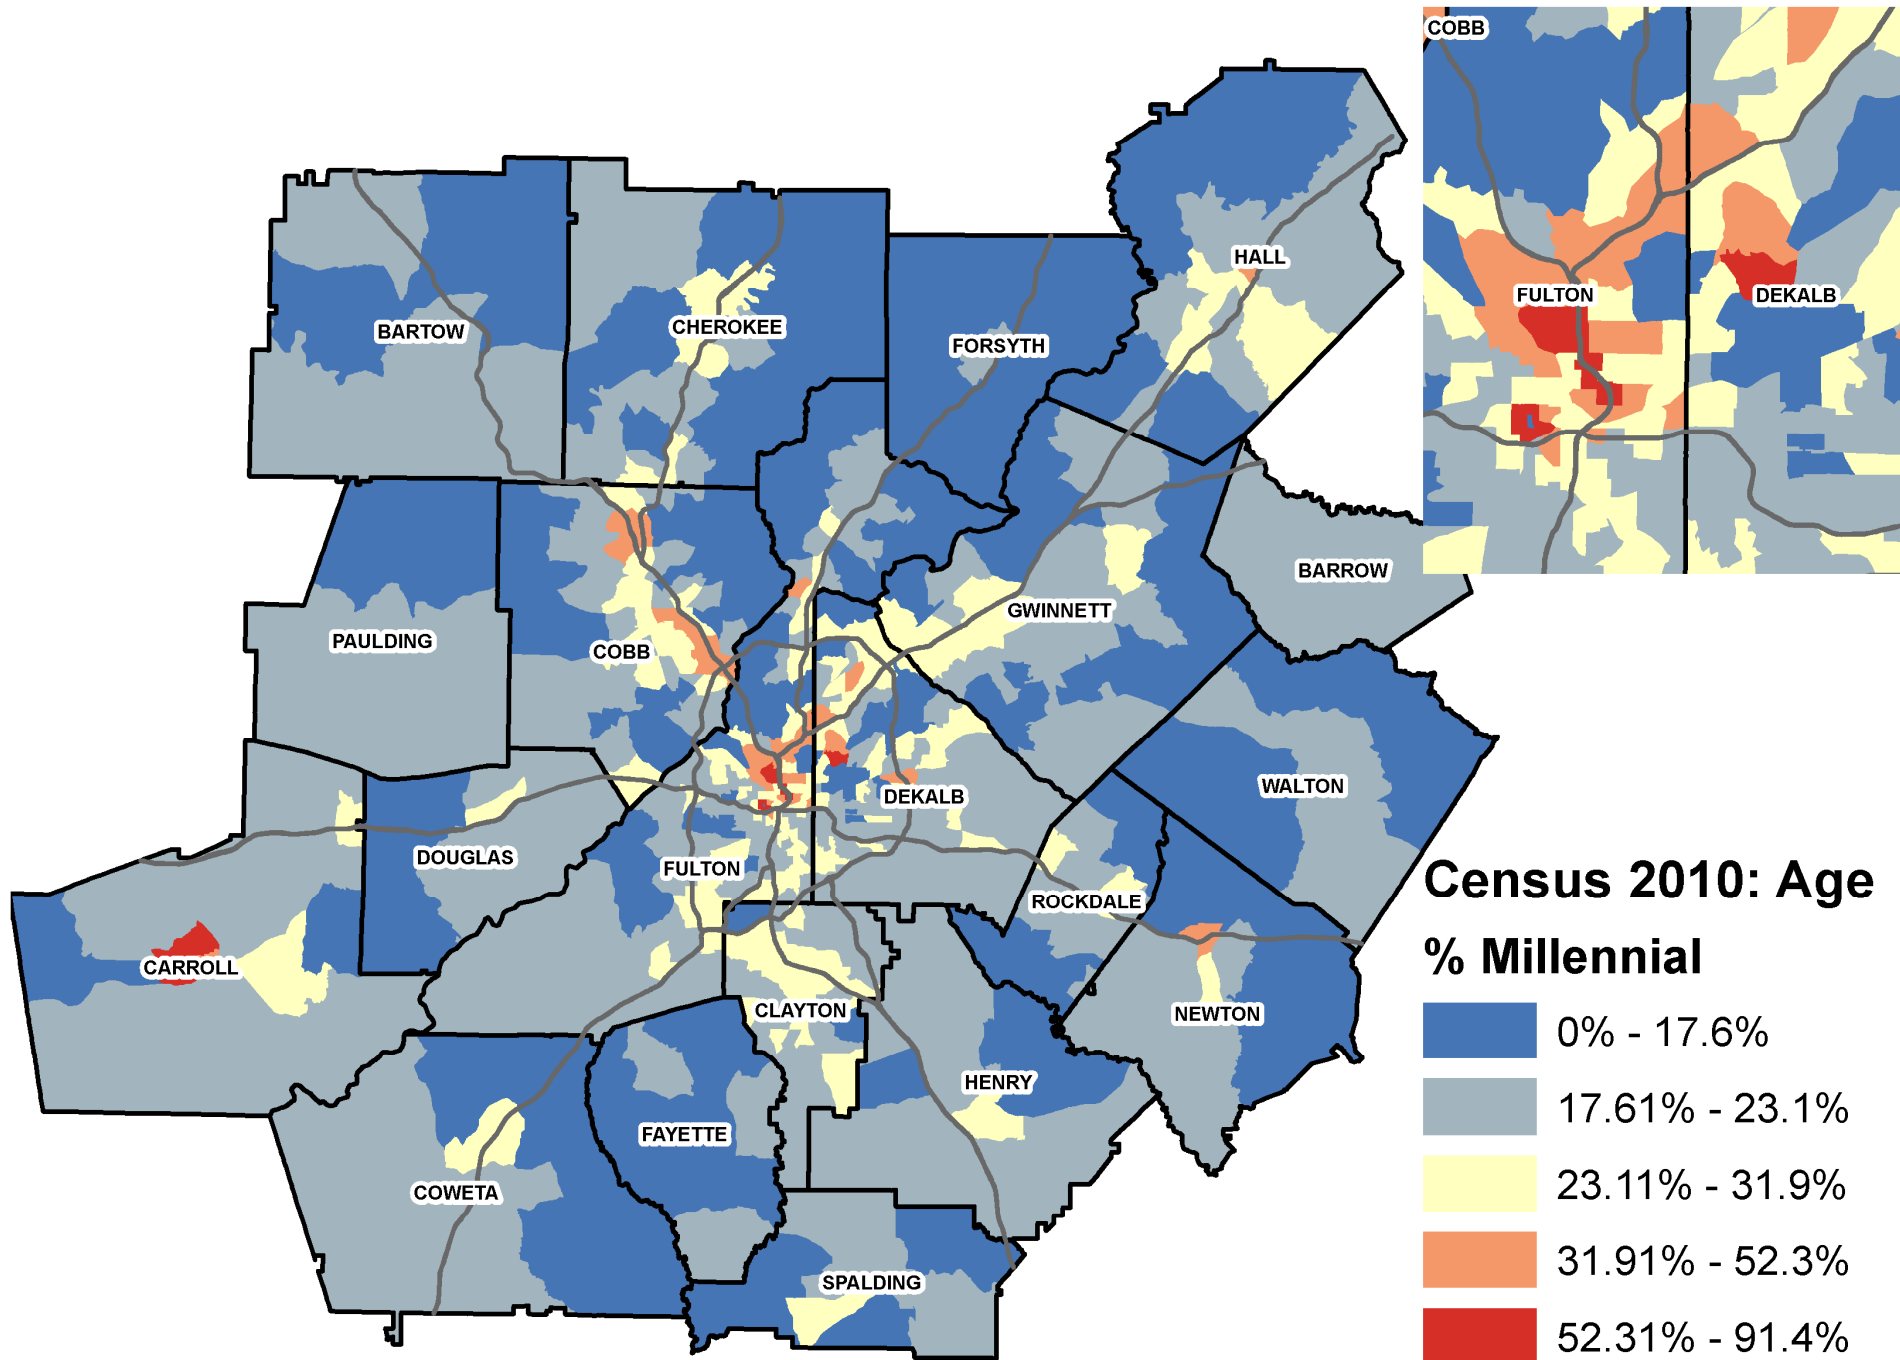 COBB
FULTON
DEKALB
HALL
BARTOW
CHEROKEE
FORSYTH
BARROW
GWINNETT
PAULDING
COBB
WALTON
DEKALB
DOUGLAS
FULTON
ROCKDALE
CARROLL
CLAYTON
NEWTON
HENRY
FAYETTE
COWETA
SPALDING
Census 2010: Age
% Millennial
0% - 17.6%
17.61% - 23.1%
23.11% - 31.9%
31.91% - 52.3%
52.31% - 91.4%